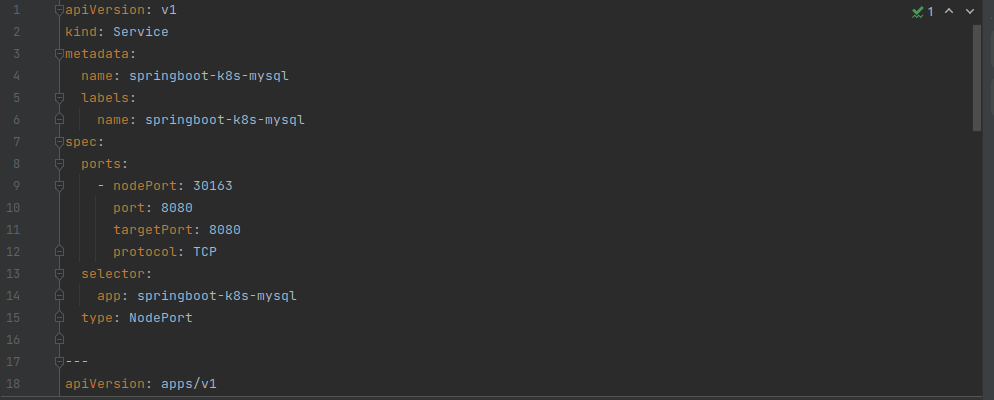 1 apiVersion: v1
2 kind: Service
3 metadata:
4   name: springboot-k8s-mysql
5   labels:
6     name: springboot-k8s-mysql
7 spec:
8   ports:
9     - nodePort: 30163
10       port: 8080
11       targetPort: 8080
12       protocol: TCP
13   selector:
14     app: springboot-k8s-mysql
15   type: NodePort
16
17 ---
18 apiVersion: apps/v1
1